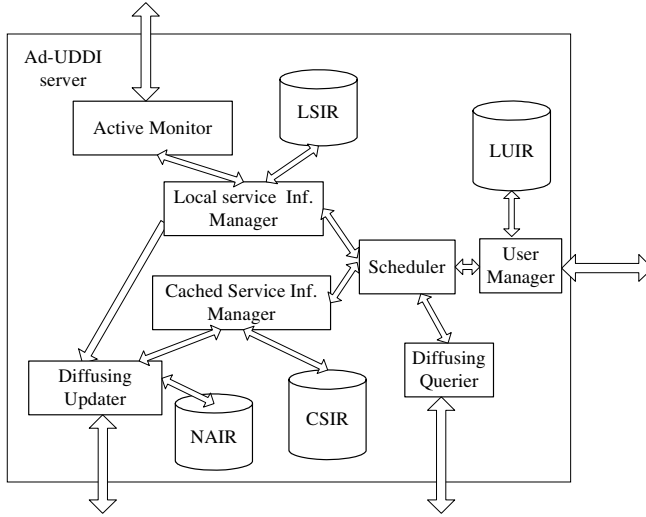 Ad-UDDI
server
Active Monitor
LSIR
LUIR
Local service Inf.
Manager
Scheduler
User
Manager
Cached Service Inf.
Manager
Diffusing
Updater
NAIR
CSIR
Diffusing
Querier